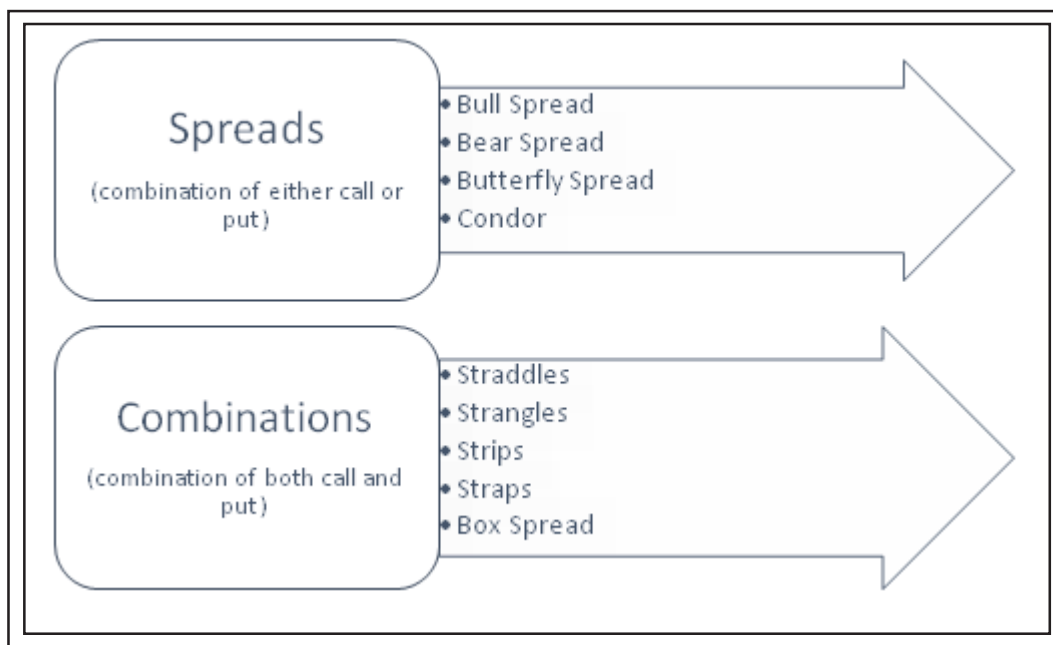 Spreads
(combination of either call or
put)
• Bull Spread
• Bear Spread
• Butterfly Spread
• Condor
Combinations
(combination of both call and
put)
• Straddles
• Strangles
• Strips
• Straps
• Box Spread